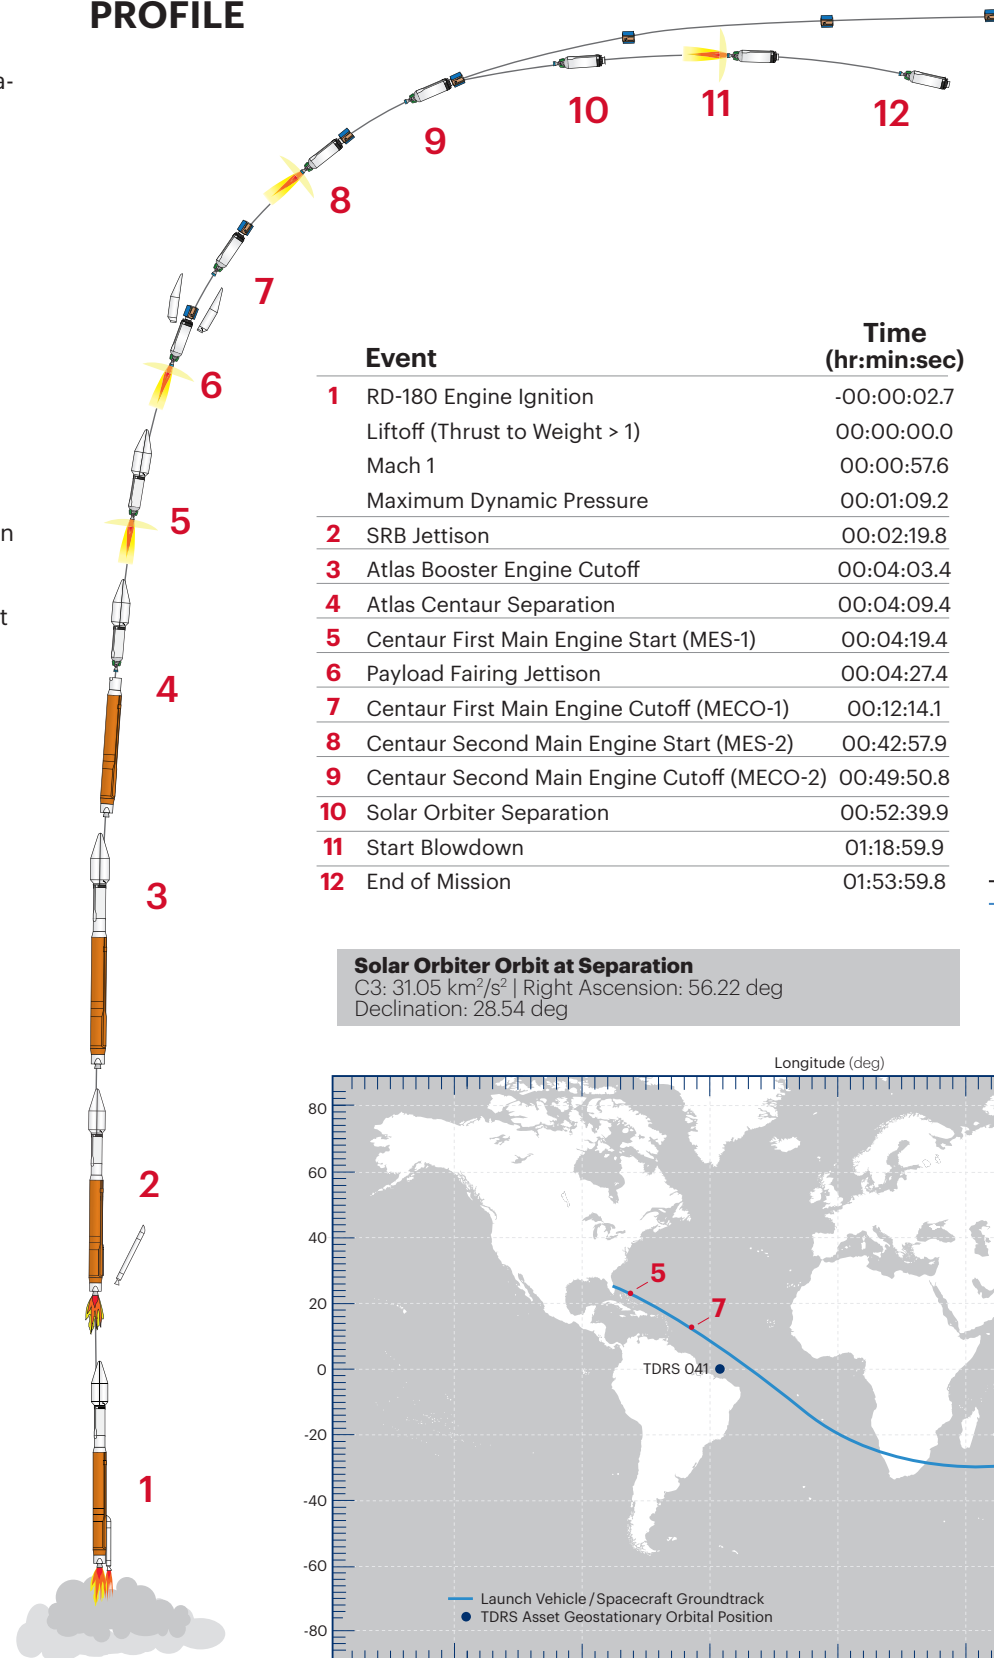 PROFILE
a-
n
t
12
11
10
9
8
7
6
5
4
3
2
1
Event Time (hr:min:sec)
1 RD-180 Engine Ignition -00:00:02.7
Liftoff (Thrust to Weight > 1) 00:00:00.0
Mach 1 00:00:57.6
Maximum Dynamic Pressure 00:01:09.2
2 SRB Jettison 00:02:19.8
3 Atlas Booster Engine Cutoff 00:04:03.4
4 Atlas Centaur Separation 00:04:09.4
5 Centaur First Main Engine Start (MES-1) 00:04:19.4
6 Payload Fairing Jettison 00:04:27.4
7 Centaur First Main Engine Cutoff (MECO-1) 00:12:14.1
8 Centaur Second Main Engine Start (MES-2) 00:42:57.9
9 Centaur Second Main Engine Cutoff (MECO-2) 00:49:50.8
10 Solar Orbiter Separation 00:52:39.9
11 Start Blowdown 01:18:59.9
12 End of Mission 01:53:59.8
Solar Orbiter Orbit at Separation
C3: 31.05 km²/s² | Right Ascension: 56.22 deg
Declination: 28.54 deg
Longitude (deg)
80
60
40
20
0
-20
-40
-60
-80
5
7
TDRS 041
Launch Vehicle/Spacecraft Groundtrack
TDRS Asset Geostationary Orbital Position